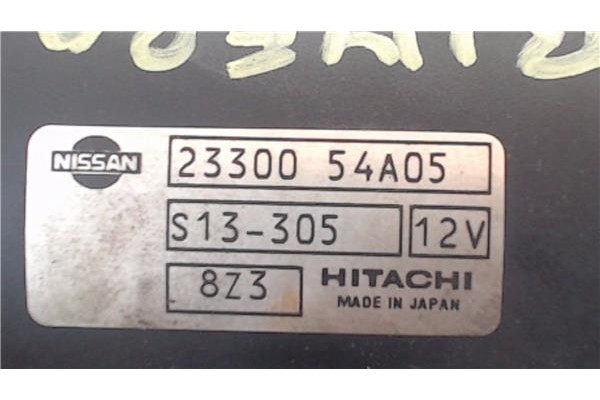 NISSAN
23300 54A05
S13-305
12V
8Z3
HITACHI
MADE IN JAPAN